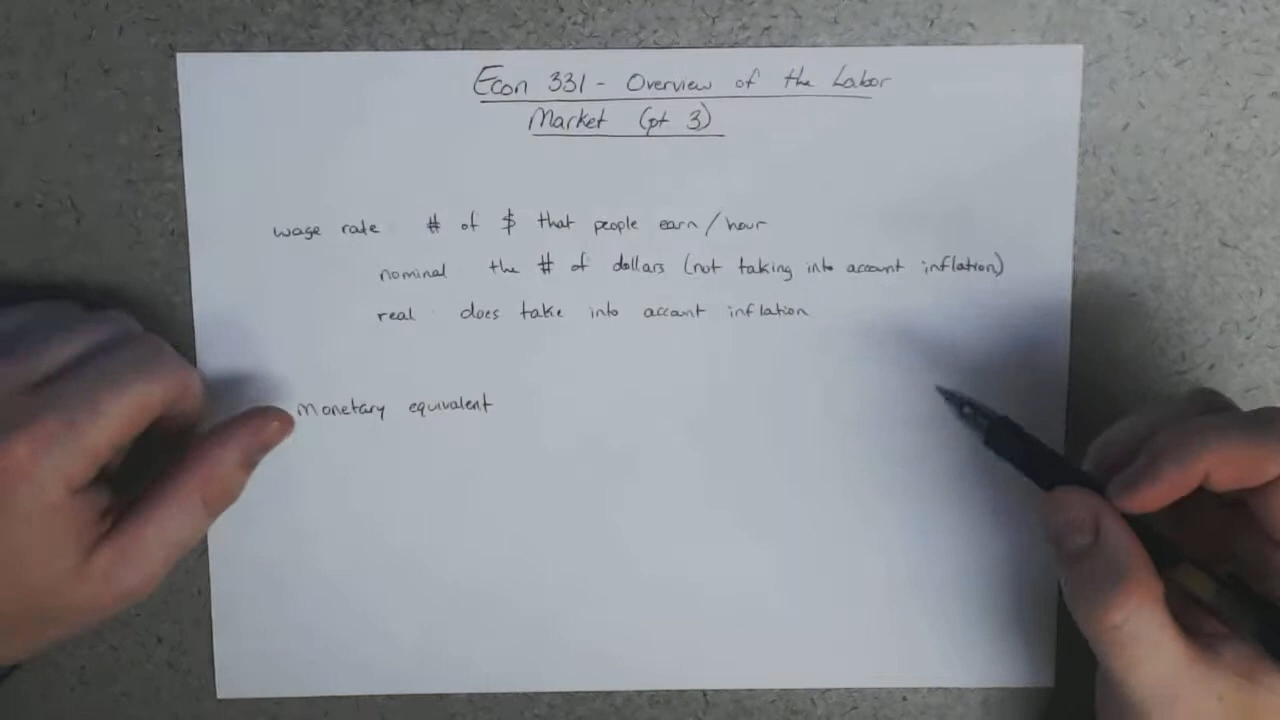 Econ 331 - Overview of the Labor
Market (pt 3)
wage rate # of $ that people earn/hour
nominal the # of dollars (not taking into account inflation)
real does take into account inflation
Monetary equivalent